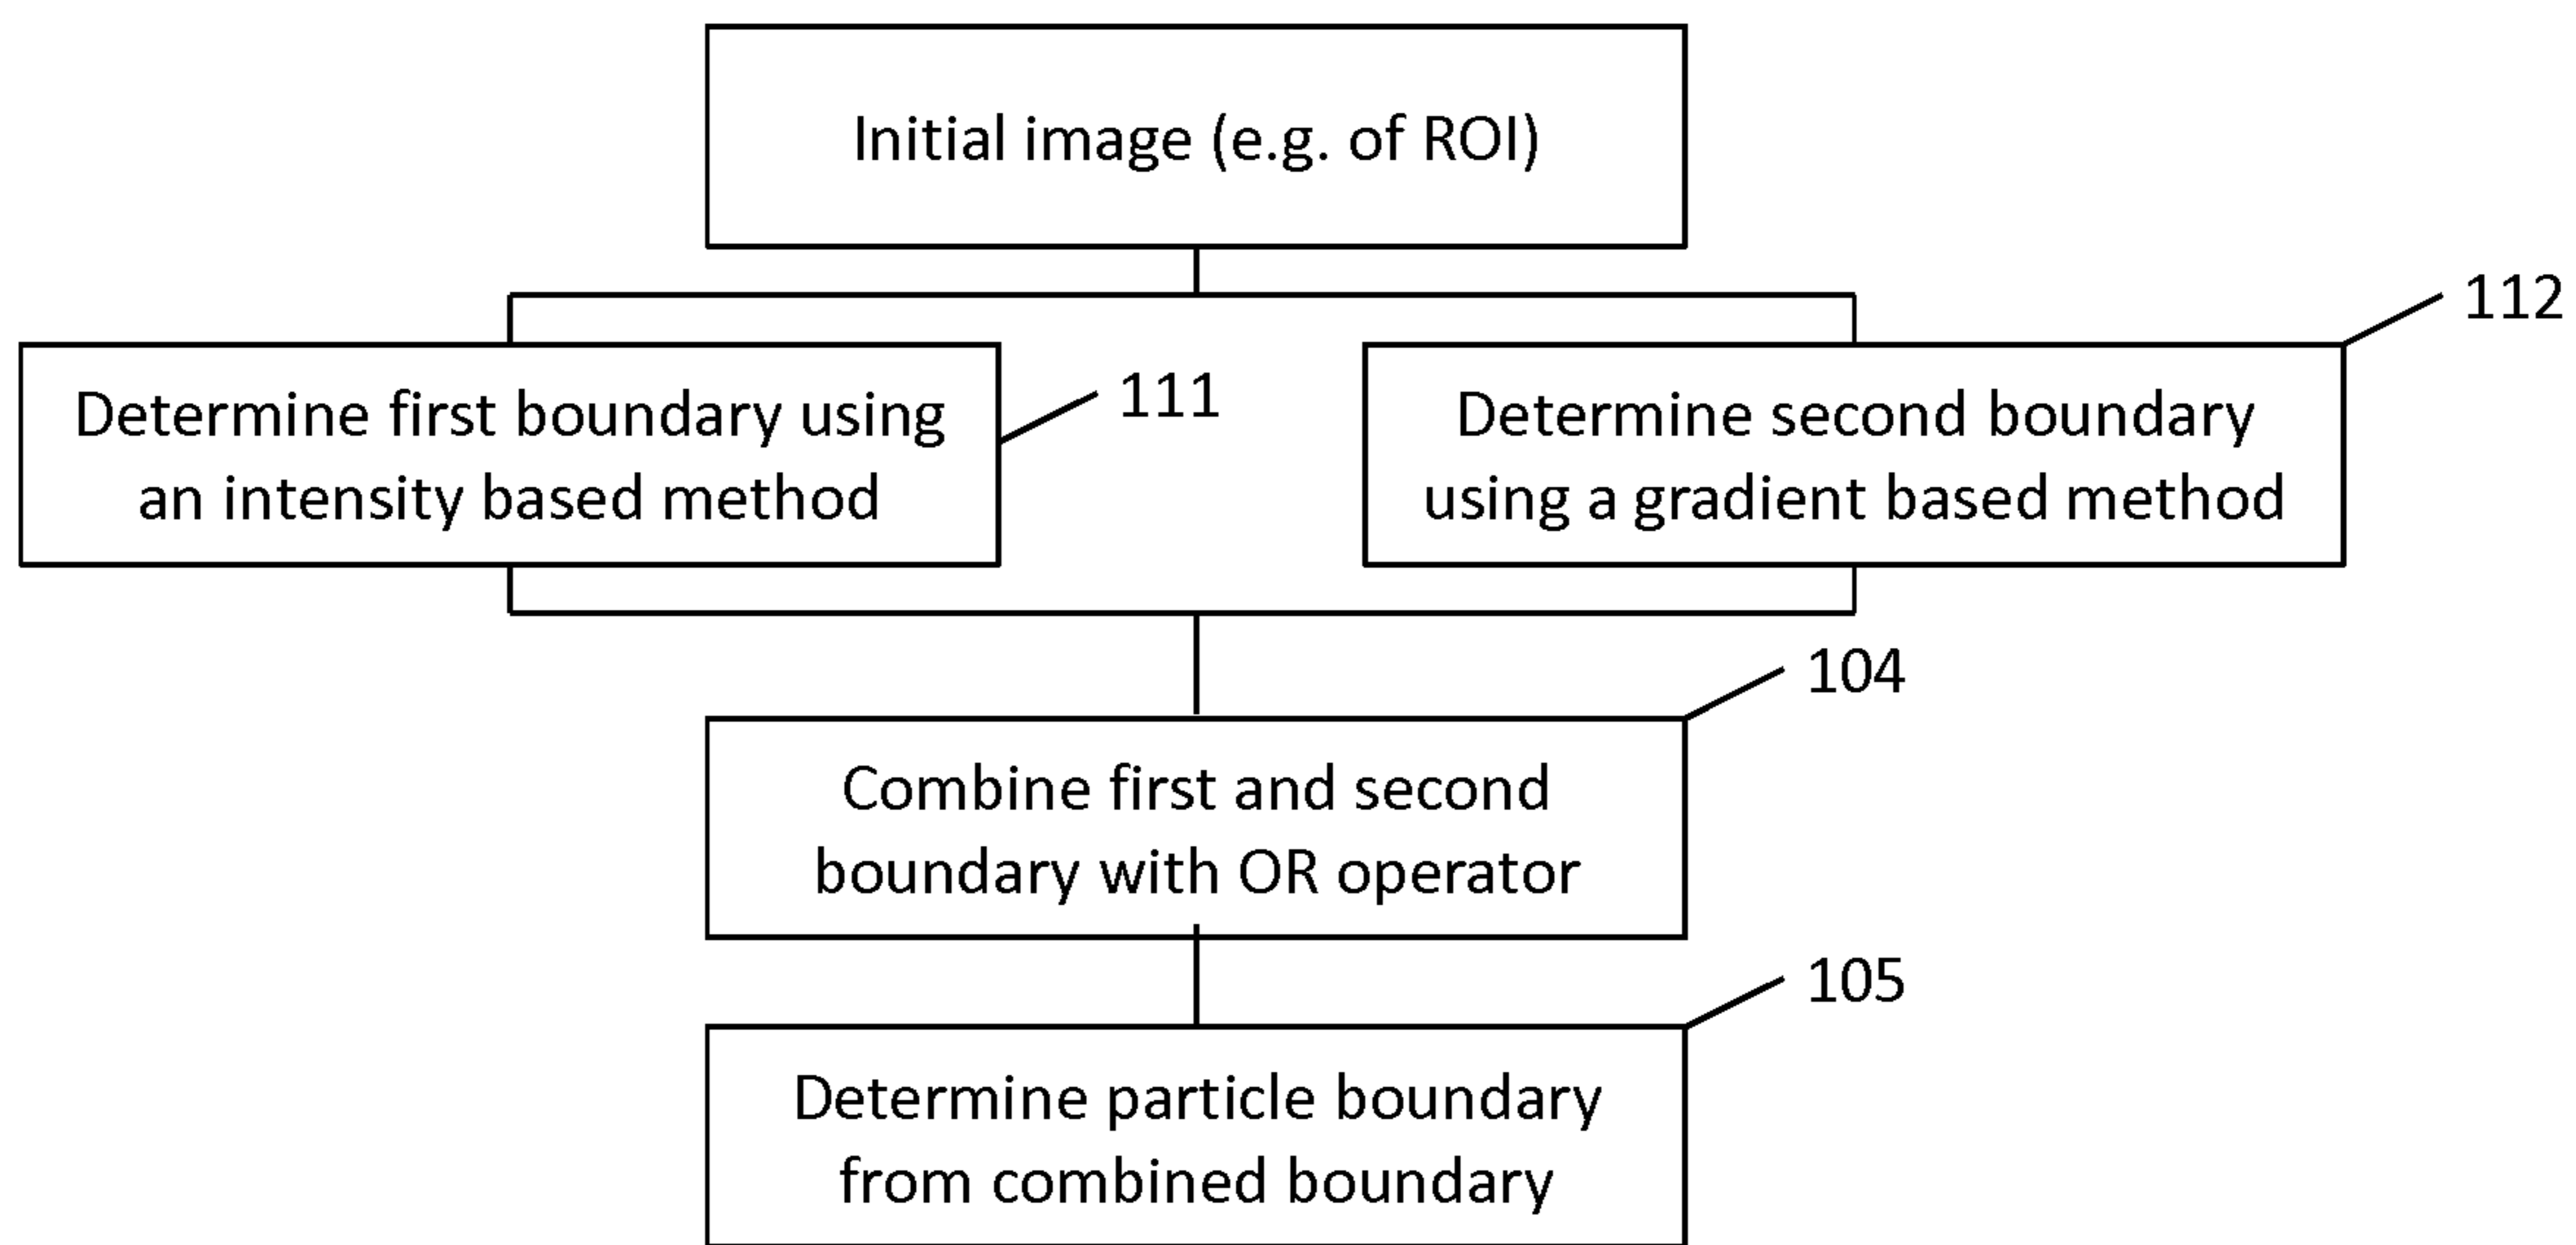 Initial image (e.g. of ROI)
112
111
Determine first boundary using
an intensity based method
Determine second boundary
using a gradient based method
104
Combine first and second
boundary with OR operator
105
Determine particle boundary
from combined boundary